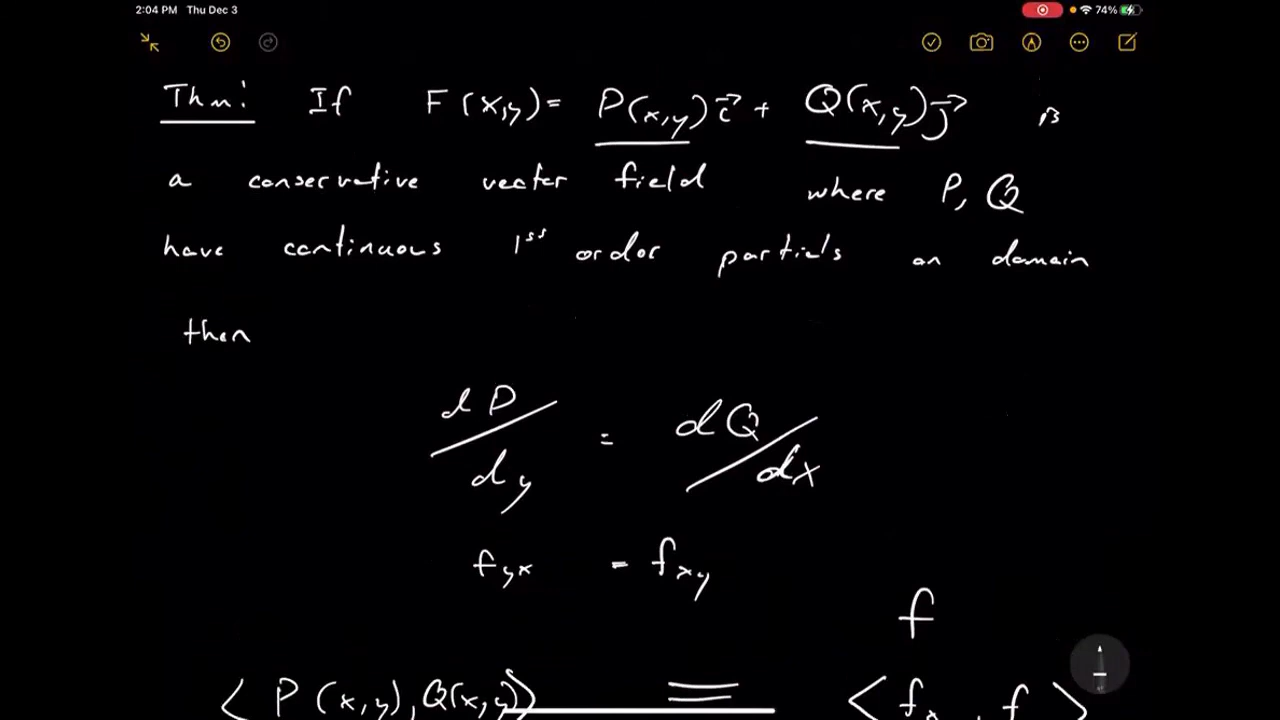 2:04 PM Thu Dec 3 74%
Thm: If F(x,y) = P(x,y)i⃗ + Q(x,y)j⃗ is
a conservative vector field where P, Q
have continuous 1st order partials on domain
then
dP/dy = dQ/dx
fyx = fxy
f
< P(x,y), Q(x,y) > ≡ < fx, f >